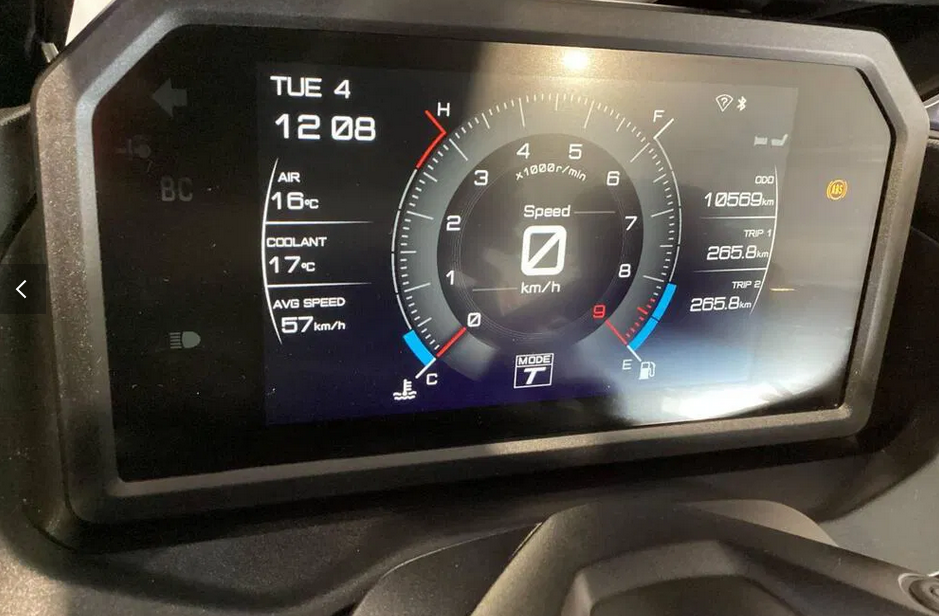 TUE 4
12 08
AIR
16°C
COOLANT
17°C
AVG SPEED
57km/h
H
C
0
1
2
3
4
5
6
7
8
9
x1000r/min
Speed
0
km/h
MODE
T
F
E
ODO
10569km
TRIP 1
265.8km
TRIP 2
265.8km
ABS
BC